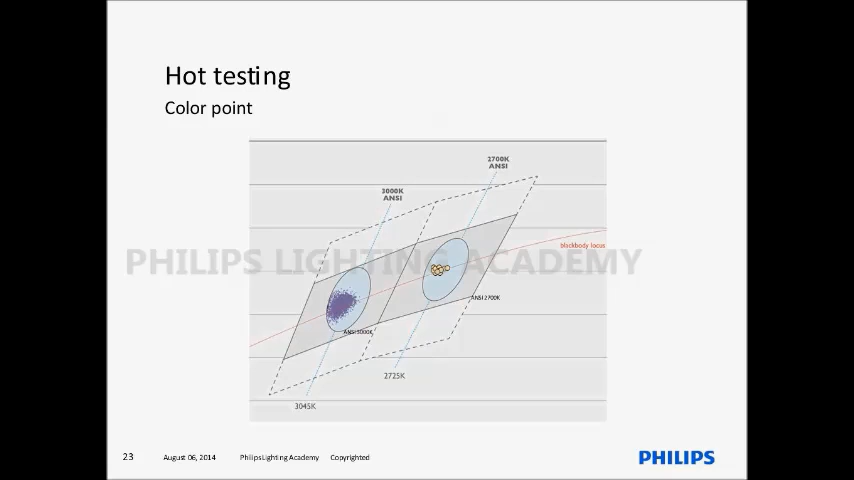 Hot testing
Color point
2700K
ANSI
3000K
ANSI
blackbody locus
PHILIPS LIGHTING ACADEMY
ANSI 2700K
ANSI 3000K
2725K
3045K
23 August 06, 2014 Philips Lighting Academy Copyrighted
PHILIPS